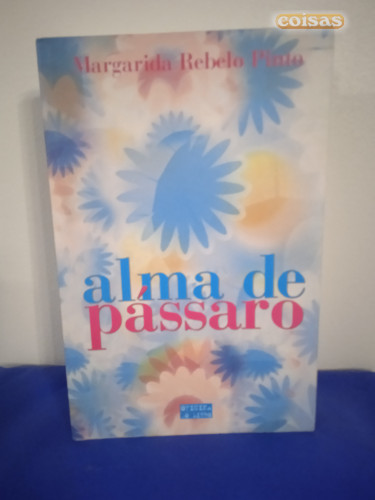 coisas
Margarida Rebelo Pinto
alma de
pássaro